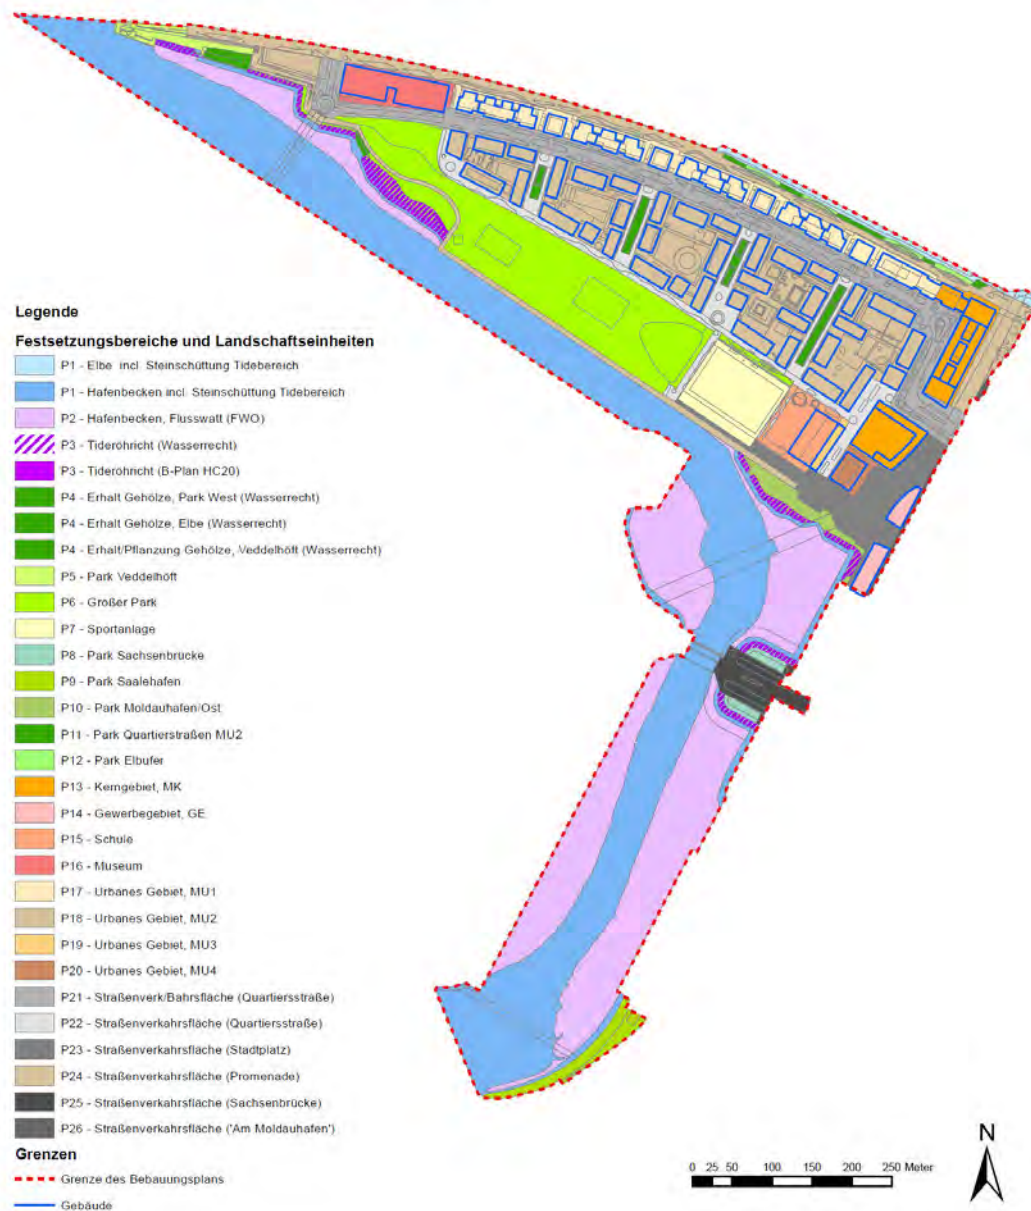 Legende
Festsetzungsbereiche und Landschaftseinheiten
P1 - Elbe incl. Steinschüttung Tidebereich
P1 - Hafenbecken incl. Steinschüttung Tidebereich
P2 - Hafenbecken, Flusswatt (FWO)
P3 - Tideröhricht (Wasserrecht)
P3 - Tideröhricht (B-Plan HC20)
P4 - Erhalt Gehölze, Park West (Wasserrecht)
P4 - Erhalt Gehölze, Elbe (Wasserrecht)
P4 - Erhalt/Pflanzung Gehölze, Veddelhöft (Wasserrecht)
P5 - Park Veddelhöft
P6 - Großer Park
P7 - Sportanlage
P8 - Park Sachsenbrücke
P9 - Park Saalehafen
P10 - Park Moldauhafen/Ost
P11 - Park Quartierstraßen MU2
P12 - Park Elbufer
P13 - Kerngebiet, MK
P14 - Gewerbegebiet, GE
P15 - Schule
P16 - Museum
P17 - Urbanes Gebiet, MU1
P18 - Urbanes Gebiet, MU2
P19 - Urbanes Gebiet, MU3
P20 - Urbanes Gebiet, MU4
P21 - Straßenverk/Bahrsfläche (Quartiersstraße)
P22 - Straßenverkahrsfläche (Quartiersstraße)
P23 - Straßenverkahrsfläche (Stadtplatz)
P24 - Straßenverkahrsfläche (Promenade)
P25 - Straßenverkahrsfläche (Sachsenbrücke)
P26 - Straßenverkahrsfläche ('Am Moldauhafen')
Grenzen
Grenze des Bebauungsplans
Gebäude
0 25 50 100 150 200 250 Meter
N